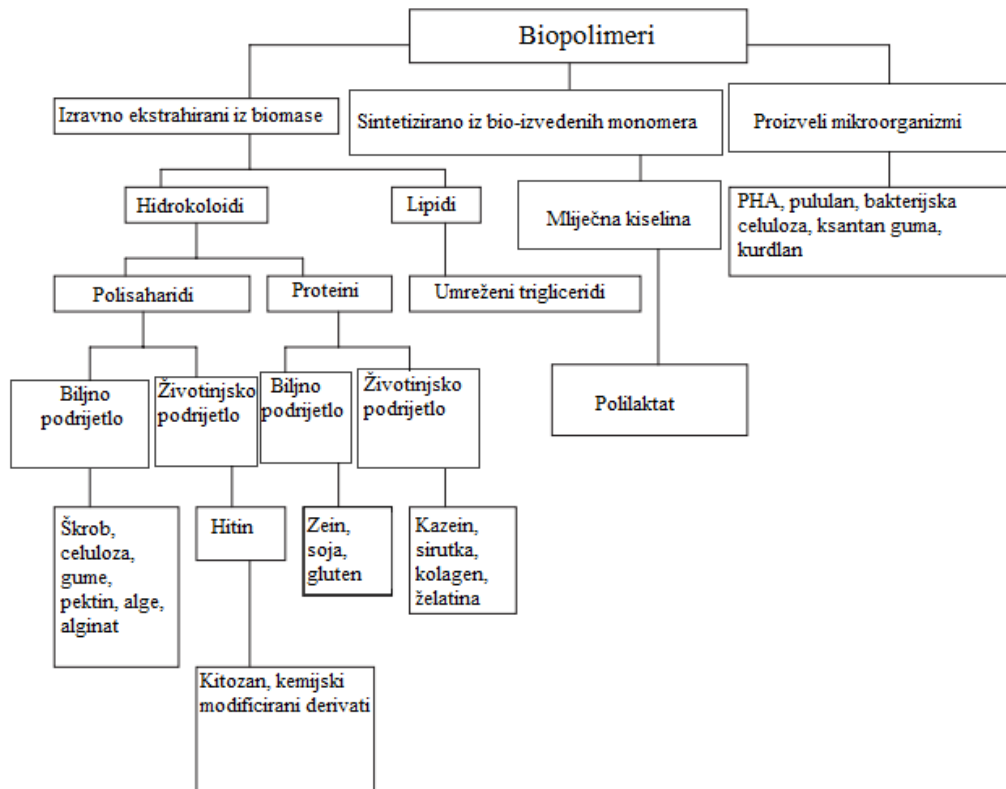 Biopolimeri
Izravno ekstrahirani iz biomase
Sintetizirano iz bio-izvedenih monomera
Proizveli mikroorganizmi
Hidrokoloidi
Lipidi
Mliječna kiselina
PHA, pululan, bakterijska
celuloza, ksantan guma,
kurdlan
Polisaharidi
Proteini
Umreženi trigliceridi
Biljno
podrijetlo
Životinjsko
podrijetlo
Biljno
podrijetlo
Životinjsko
podrijetlo
Polilaktat
Škrob,
celuloza,
gume,
pektin, alge,
alginat
Hitin
Zein,
soja,
gluten
Kazein,
sirutka,
kolagen,
želatina
Kitozan, kemijski
modificirani derivati